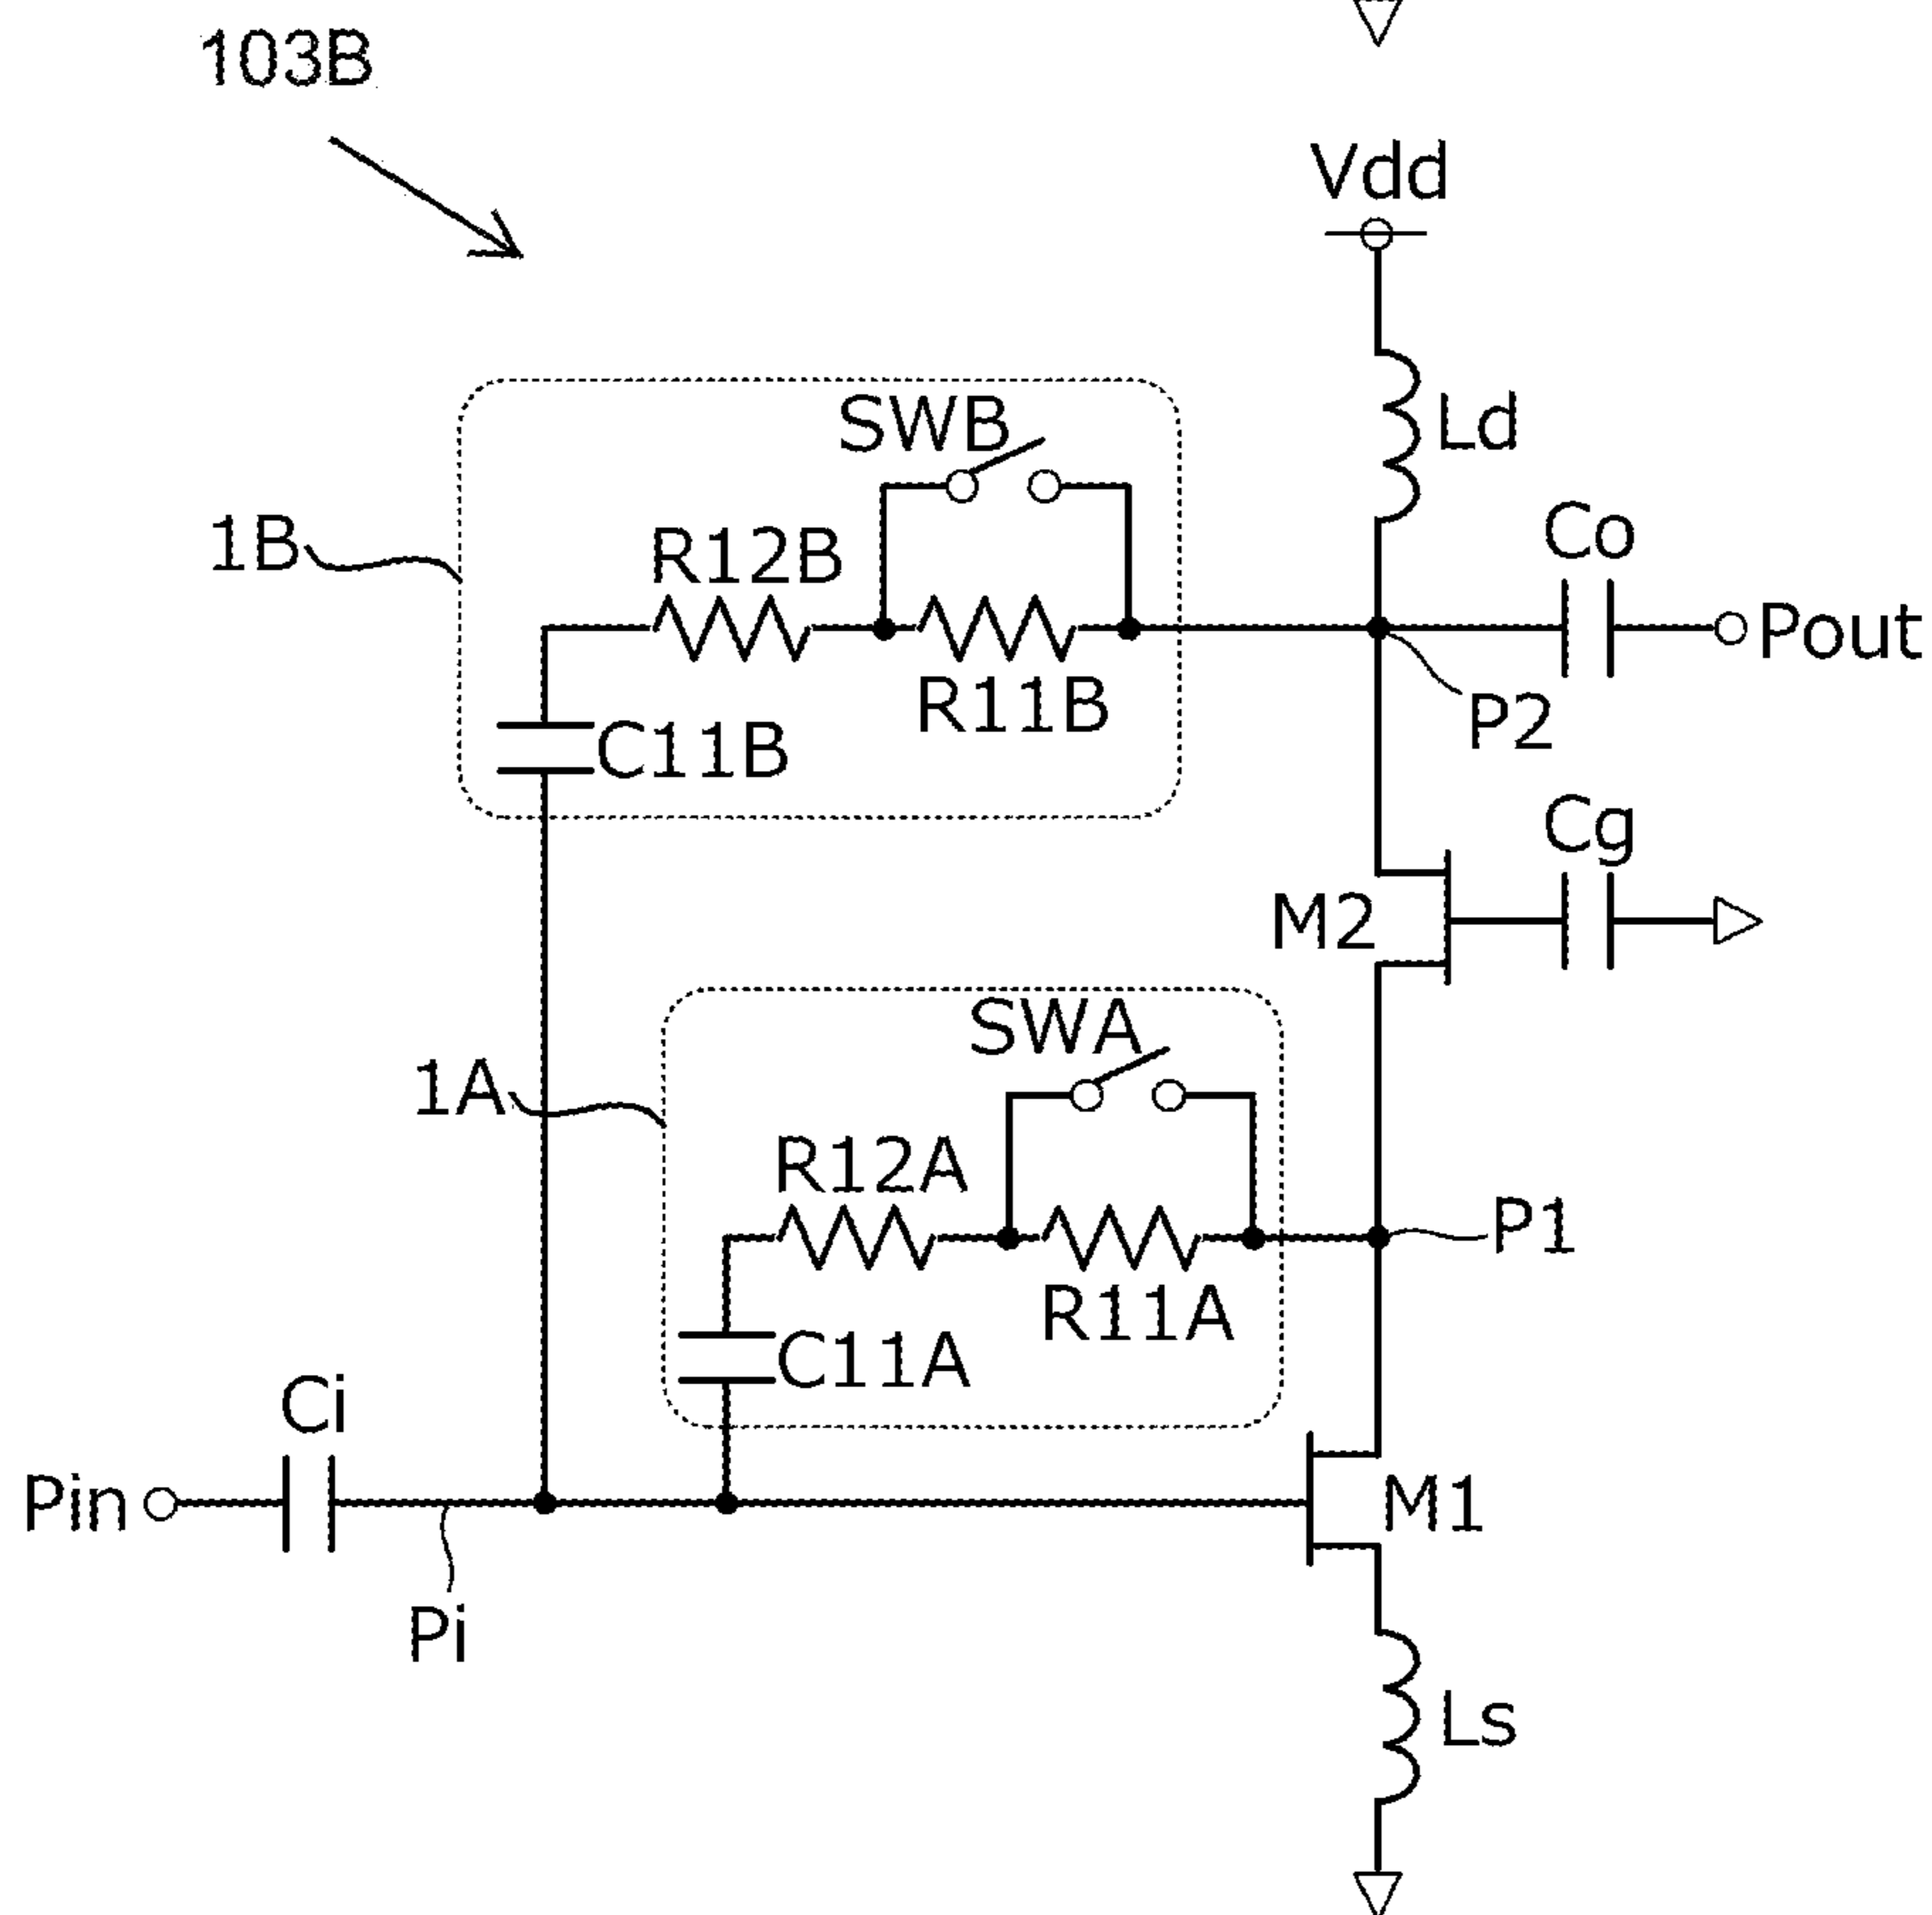 103B
Vdd
Ld
SWB
1B
R12B
Co
Pout
R11B
P2
C11B
Cg
M2
SWA
1A
R12A
P1
R11A
C11A
Ci
Pin
M1
Pi
Ls